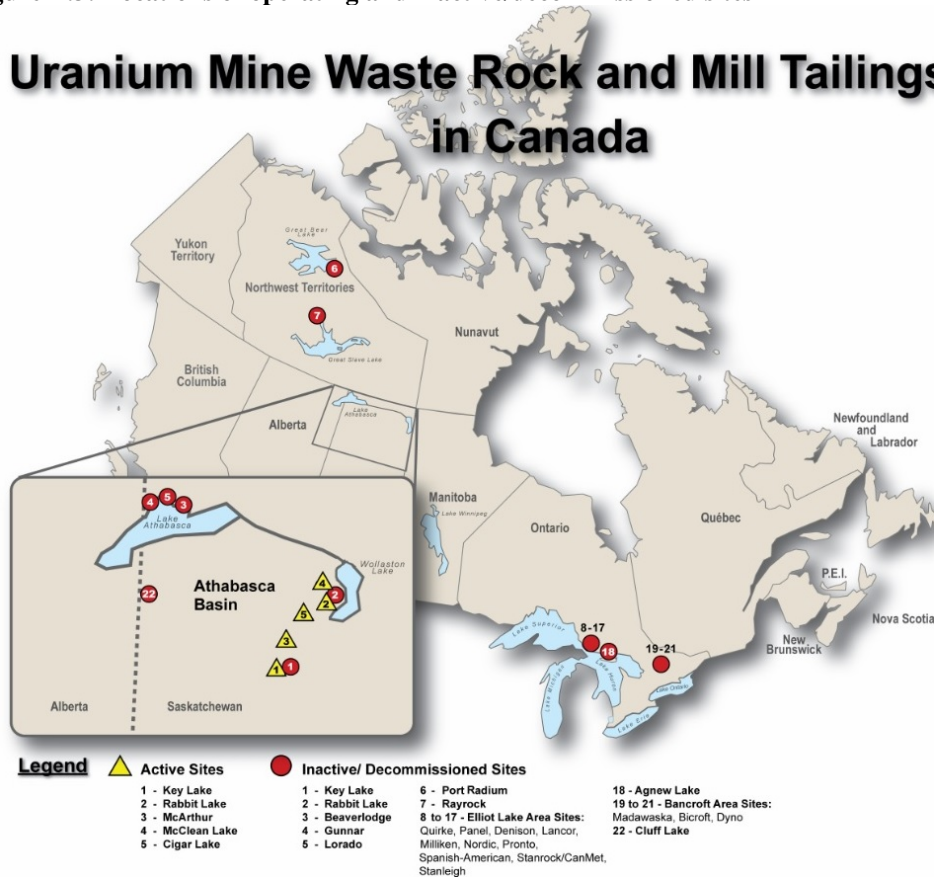 Uranium Mine Waste Rock and Mill Tailings
in Canada
Great Bear
Lake
6
Yukon
Territory
Northwest Territories
7
Nunavut
Great Slave Lake
British
Columbia
Alberta
Lake
Athabasca
Newfoundland
and
Labrador
Manitoba
Lake Winnipeg
Ontario
Québec
P.E.I.
Nova Scotia
New
Brunswick
4
5
3
Lake
Athabasca
Wollaston
Lake
22
Athabasca
Basin
4
2
2
5
3
1
1
Alberta
Saskatchewan
Lake Superior
8-17
18
19-21
Lake Michigan
Lake Huron
Lake Ontario
Lake Erie
Legend
Active Sites
1 - Key Lake
2 - Rabbit Lake
3 - McArthur
4 - McClean Lake
5 - Cigar Lake
Inactive/ Decommissioned Sites
1 - Key Lake
2 - Rabbit Lake
3 - Beaverlodge
4 - Gunnar
5 - Lorado
6 - Port Radium
7 - Rayrock
8 to 17 - Elliot Lake Area Sites:
Quirke, Panel, Denison, Lancor,
Milliken, Nordic, Pronto,
Spanish-American, Stanrock/CanMet,
Stanleigh
18 - Agnew Lake
19 to 21 - Bancroft Area Sites:
Madawaska, Bicroft, Dyno
22 - Cluff Lake